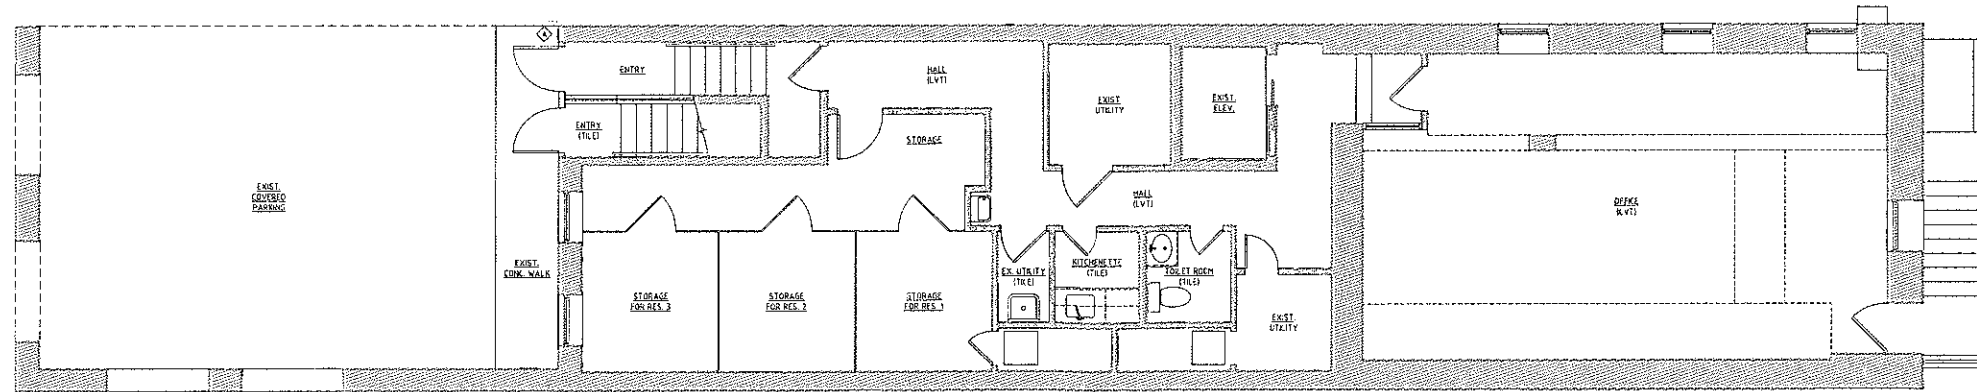 A
ENTRY
HALL
(LVT)
EXIST.
UTILITY
EXIST.
ELEV.
ENTRY
(TILE)
STORAGE
EXIST.
COVERED
PARKING
HALL
(LVT)
OFFICE
(LVT)
EXIST.
CONC. WALK
EX. UTILITY
(TILE)
KITCHENETTE
(TILE)
TOILET ROOM
(TILE)
STORAGE
FOR RES. 3
STORAGE
FOR RES. 2
STORAGE
FOR RES. 1
EXIST.
UTILITY